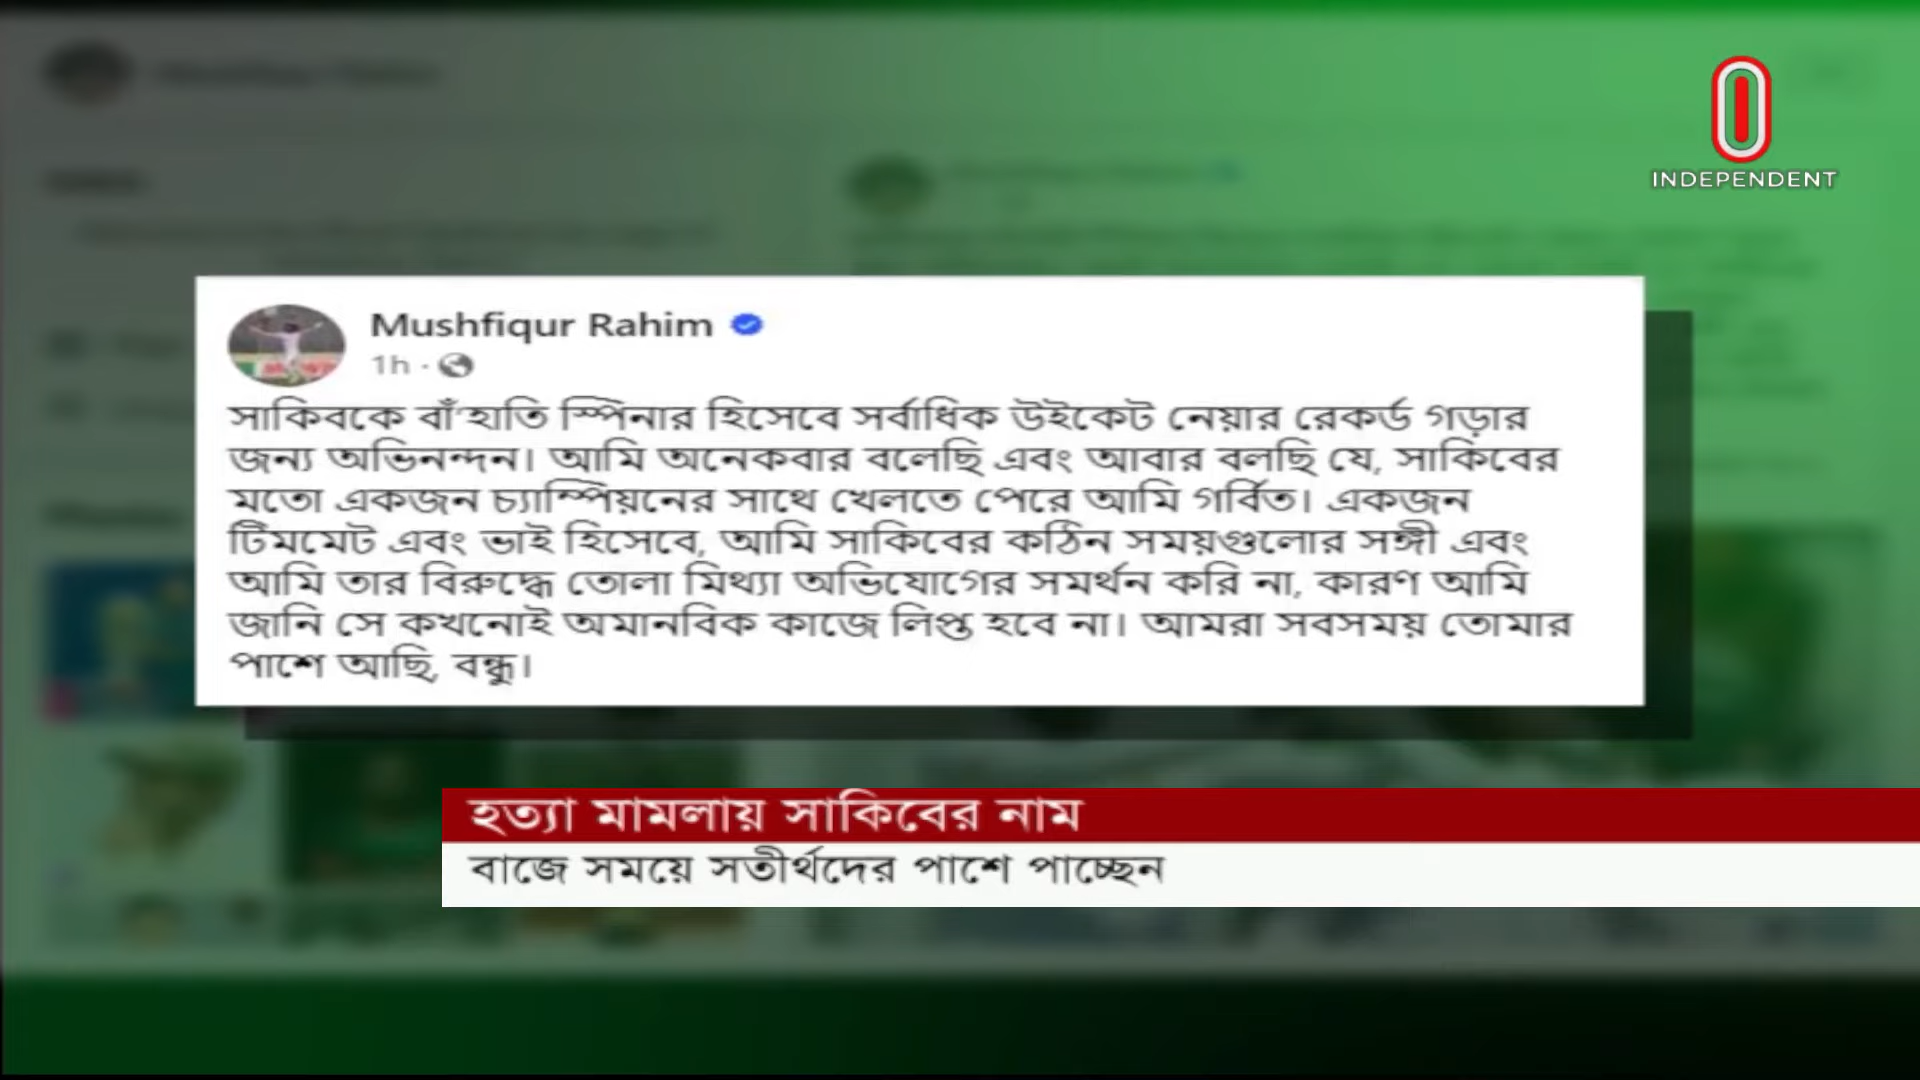 INDEPENDENT
Mushfiqur Rahim
1h ·
সাকিবকে বাঁ'হাতি স্পিনার হিসেবে সর্বাধিক উইকেট নেয়ার রেকর্ড গড়ার
জন্য অভিনন্দন। আমি অনেকবার বলেছি এবং আবার বলছি যে, সাকিবের
মতো একজন চ্যাম্পিয়নের সাথে খেলতে পেরে আমি গর্বিত। একজন
টিমমেট এবং ভাই হিসেবে, আমি সাকিবের কঠিন সময়গুলোর সঙ্গী এবং
আমি তার বিরুদ্ধে তোলা মিথ্যা অভিযোগের সমর্থন করি না, কারণ আমি
জানি সে কখনোই অমানবিক কাজে লিপ্ত হবে না। আমরা সবসময় তোমার
পাশে আছি, বন্ধু।
হত্যা মামলায় সাকিবের নাম
বাজে সময়ে সতীর্থদের পাশে পাচ্ছেন